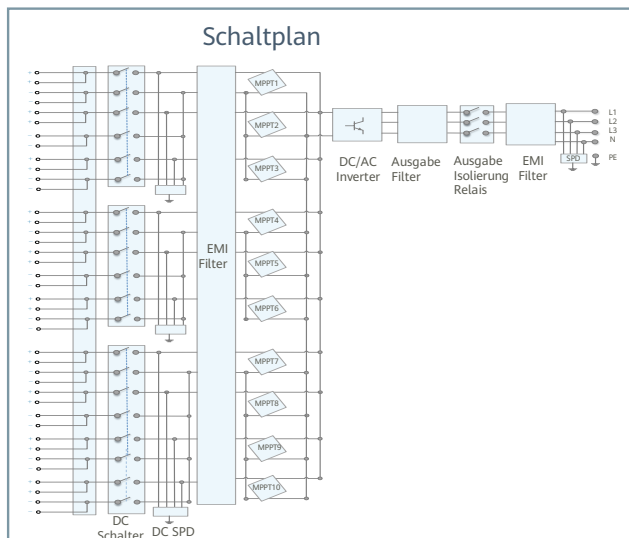 Schaltplan
MPPT1
MPPT2
MPPT3
MPPT4
MPPT5
MPPT6
MPPT7
MPPT8
MPPT9
MPPT10
EMI
Filter
DC
Schalter
DC SPD
DC/AC
Inverter
Ausgabe
Filter
Ausgabe
Isolierung
Relais
EMI
Filter
SPD
L1
L2
L3
N
PE